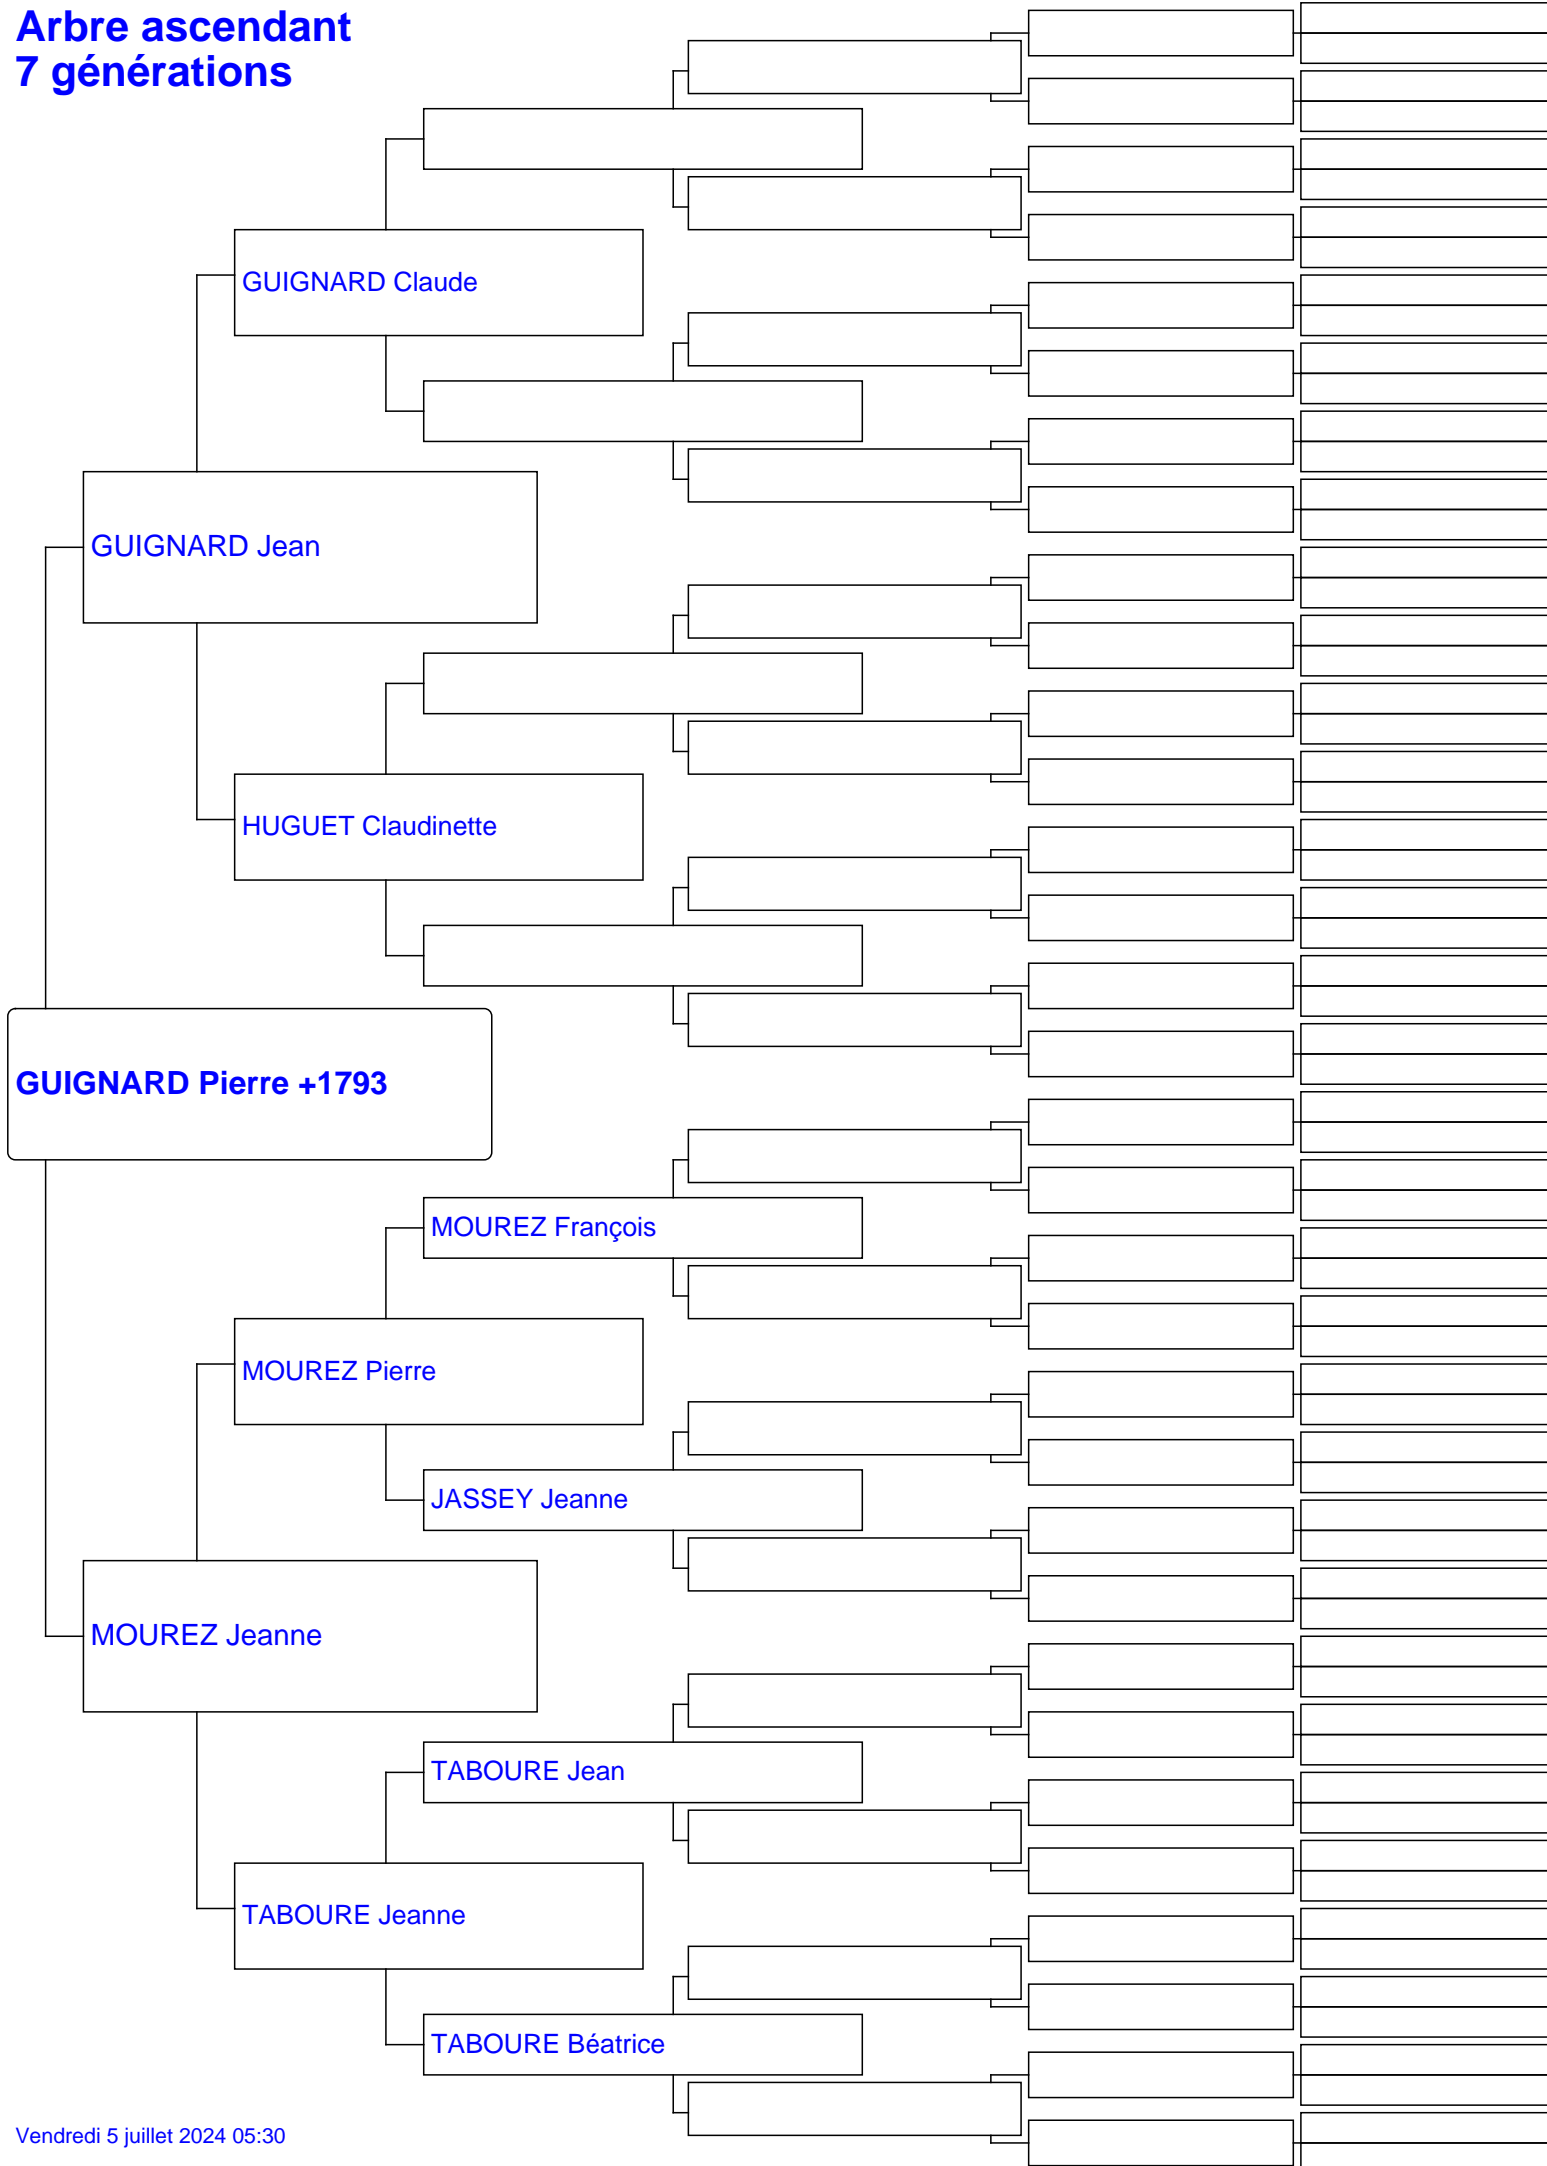 Arbre ascendant
7 générations
GUIGNARD Claude
GUIGNARD Jean
HUGUET Claudinette
GUIGNARD Pierre +1793
MOUREZ François
MOUREZ Pierre
JASSEY Jeanne
MOUREZ Jeanne
TABOURE Jean
TABOURE Jeanne
TABOURE Béatrice
Vendredi 5 juillet 2024 05:30